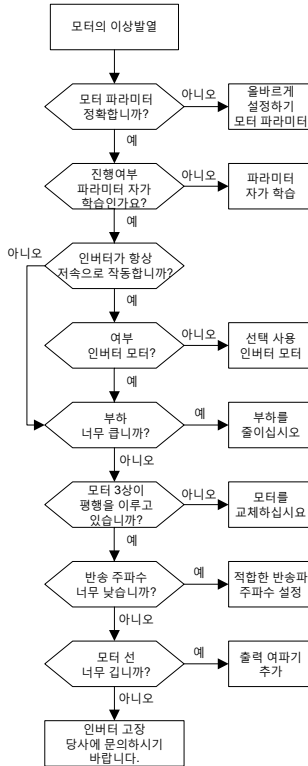 모터의 이상발열
모터 파라미터
정확합니까?
아니오
올바르게
설정하기
모터 파라미터
예
진행여부
파라미터 자가
학습인가요?
아니오
파라미터
자가 학습
예
아니오
인버터가 항상
저속으로 작동합니까?
예
여부
인버터 모터?
아니오
선택 사용
인버터 모터
예
부하
너무 큽니까?
예
부하를
줄이십시오
아니오
모터 3상이
평행을 이루고
있습니까?
아니오
모터를
교체하십시요
예
반송 주파수
너무 낮습니까?
예
적합한 반송파
주파수 설정
아니오
모터 선
너무 깁니까?
예
출력 여파기
추가
아니오
인버터 고장
당사에 문의하시기
바랍니다.